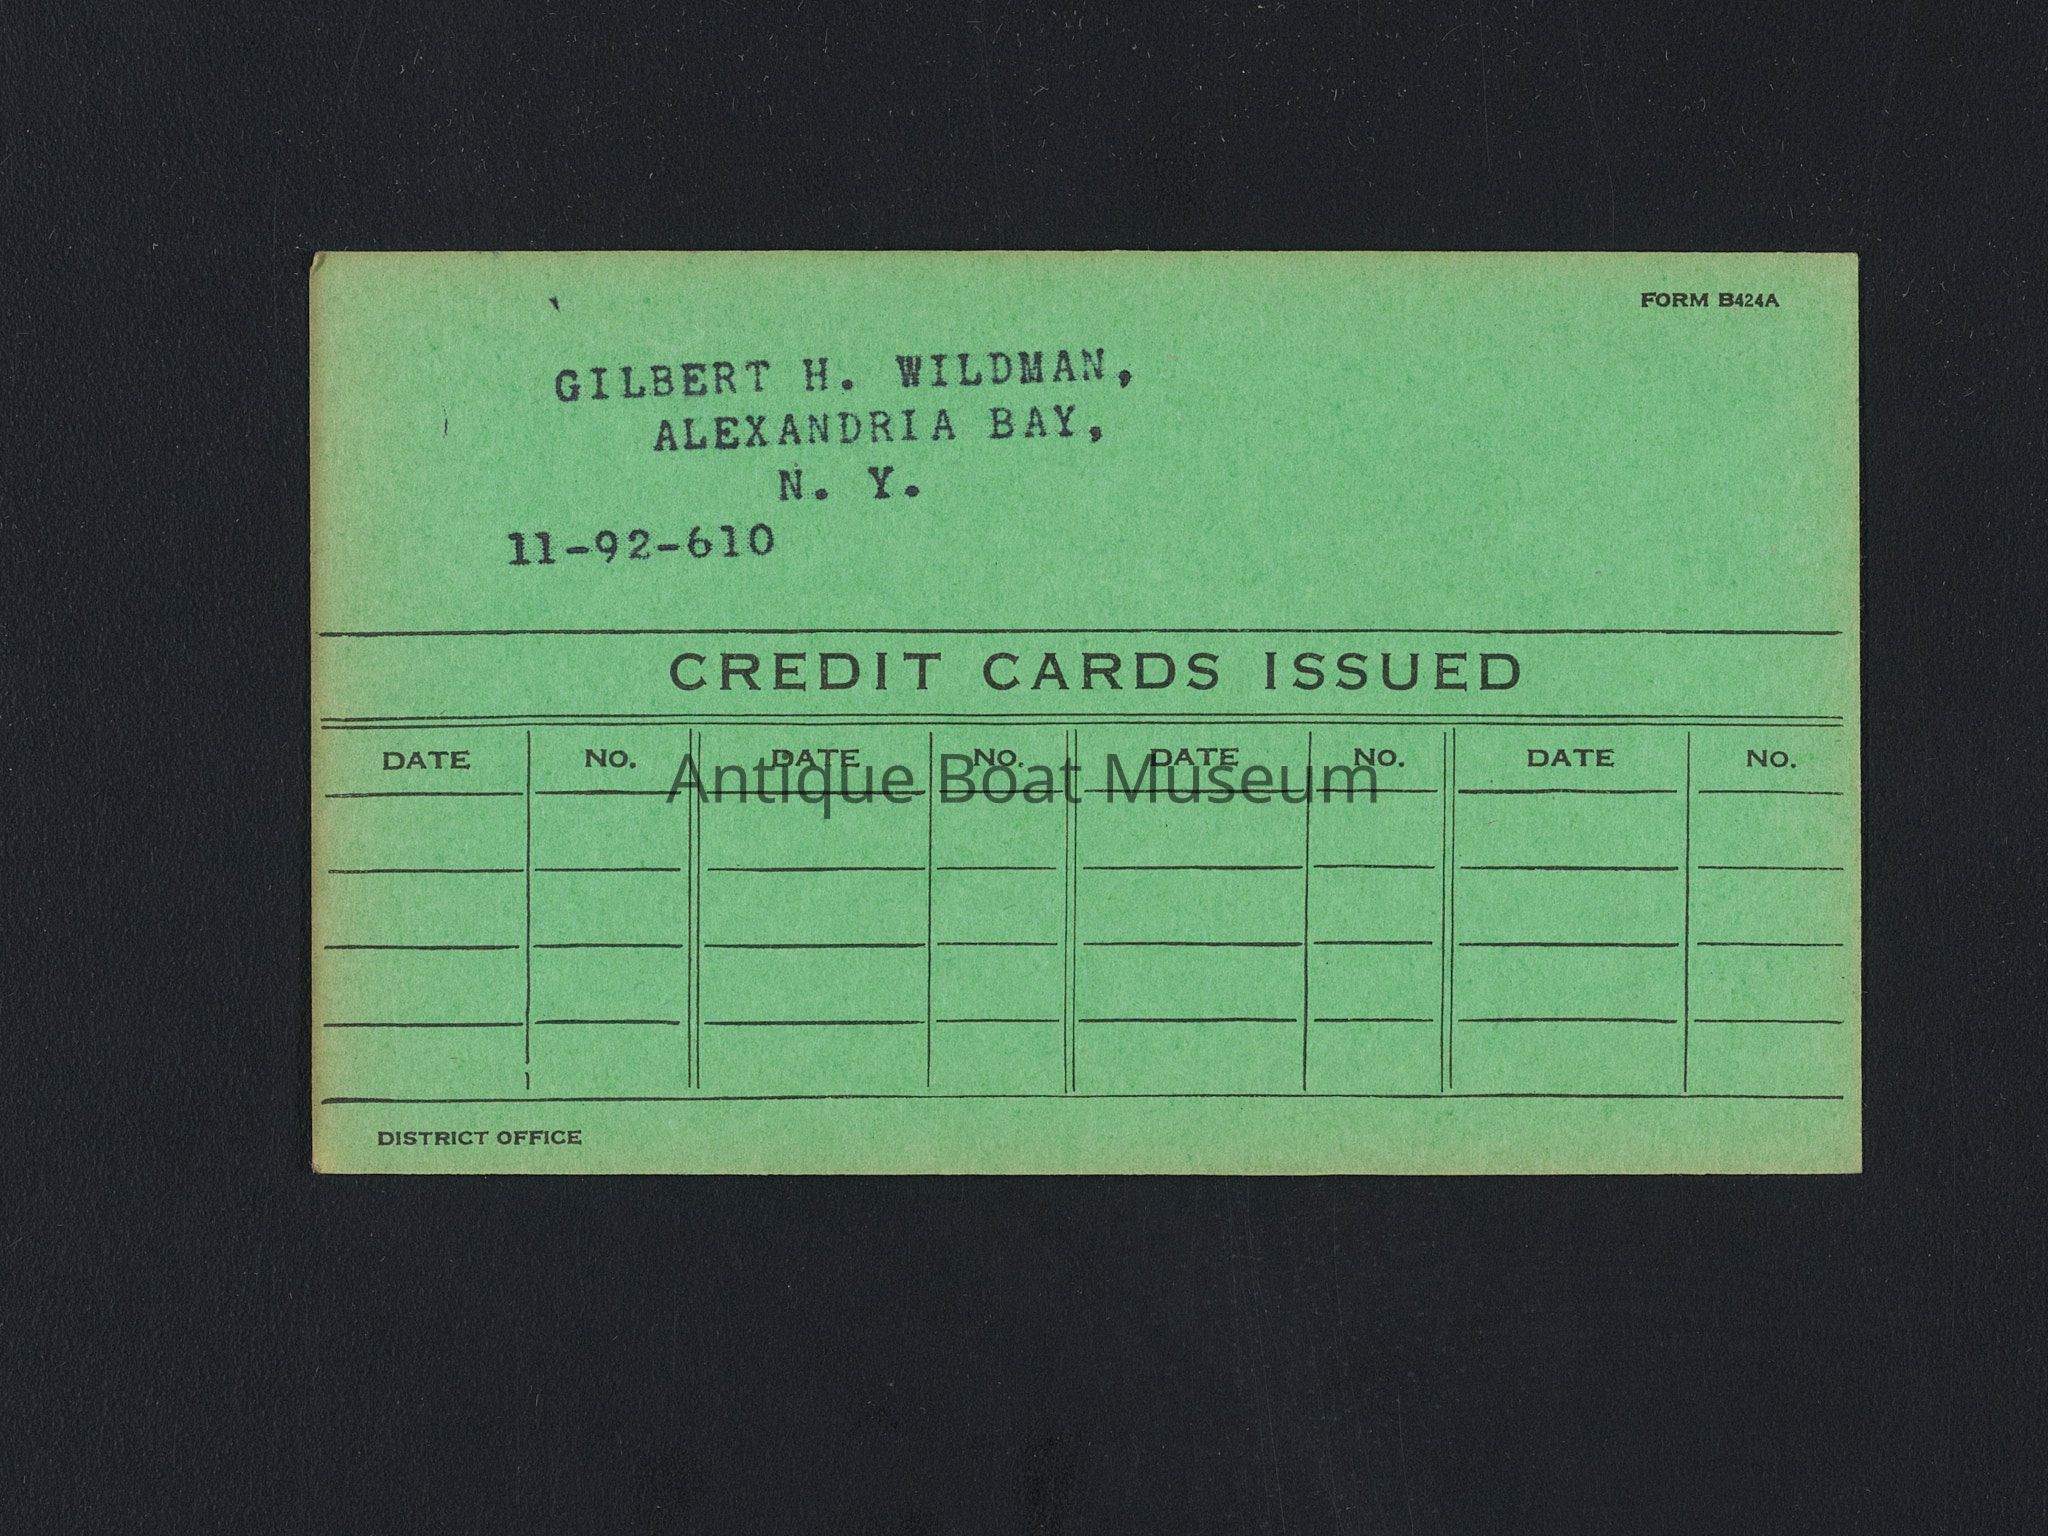 FORM B424A
GILBERT H. WILDMAN,
ALEXANDRIA BAY,
N. Y.
11-92-610
CREDIT CARDS ISSUED
DATE NO. DATE NO. DATE NO. DATE NO.
Antique Boat Museum
DISTRICT OFFICE